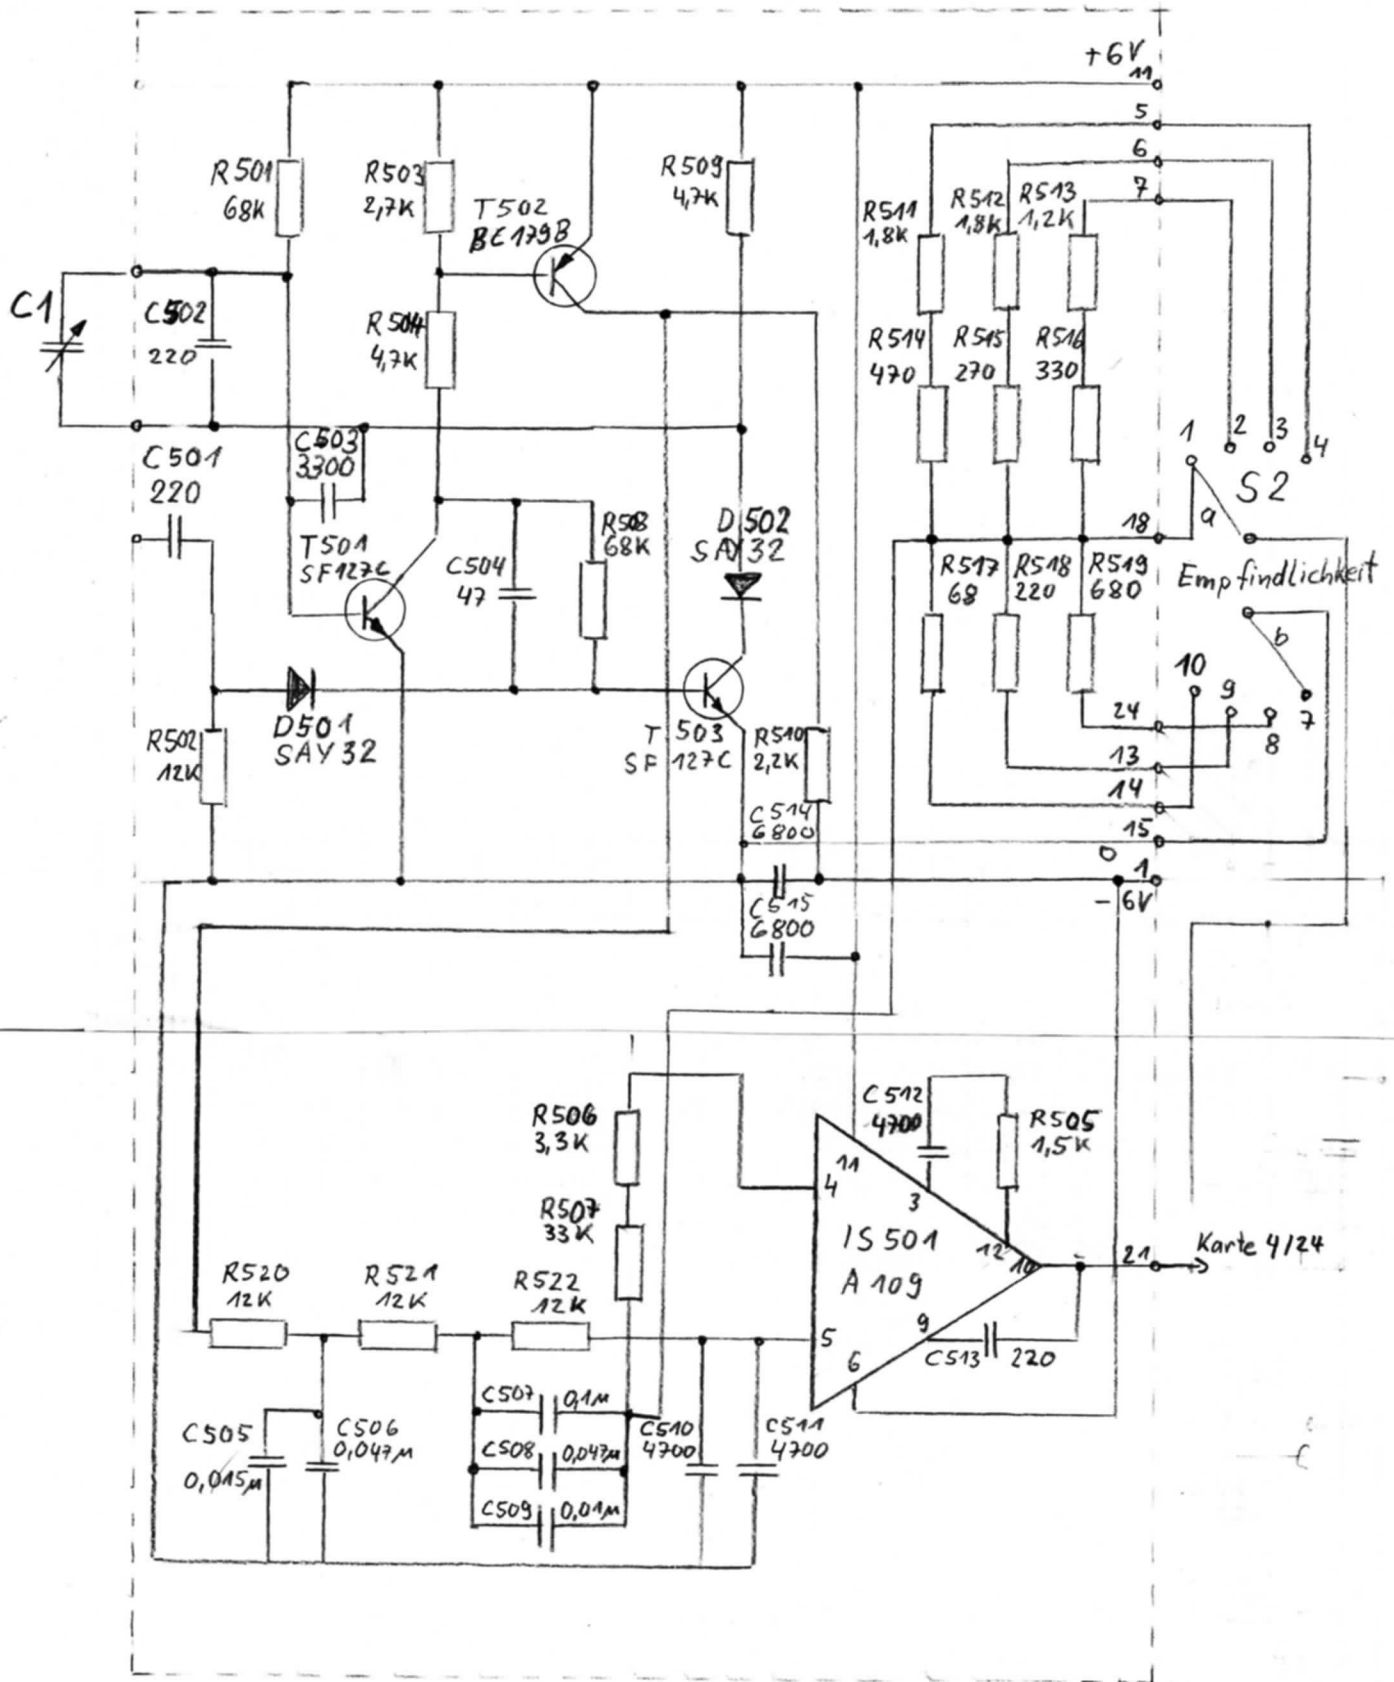 +6V
11
5
6
7
R501
68K
R503
2,7K
T502
BC179B
R509
4,7K
R511
1,8K
R512
1,8K
R513
1,2K
C1
C502
220
R504
4,7K
R514
470
R515
270
R516
330
C501
220
C503
3300
1
2
3
4
S2
a
18
T501
SF127C
C504
47
R508
68K
D502
SAY32
R517
68
R518
220
R519
680
Empfindlichkeit
b
10
9
8
7
24
13
14
15
0
1
-6V
R502
12K
D501
SAY32
T503
SF127C
R510
2,2K
C514
6800
C515
6800
R506
3,3K
R507
33K
C512
4700
R505
1,5K
11
4
3
IS501
A109
12
10
21
Karte 4/24
5
9
6
C513
220
R520
12K
R521
12K
R522
12K
C505
0,015µ
C506
0,047µ
C507
0,1µ
C508
0,047µ
C509
0,01µ
C510
4700
C511
4700